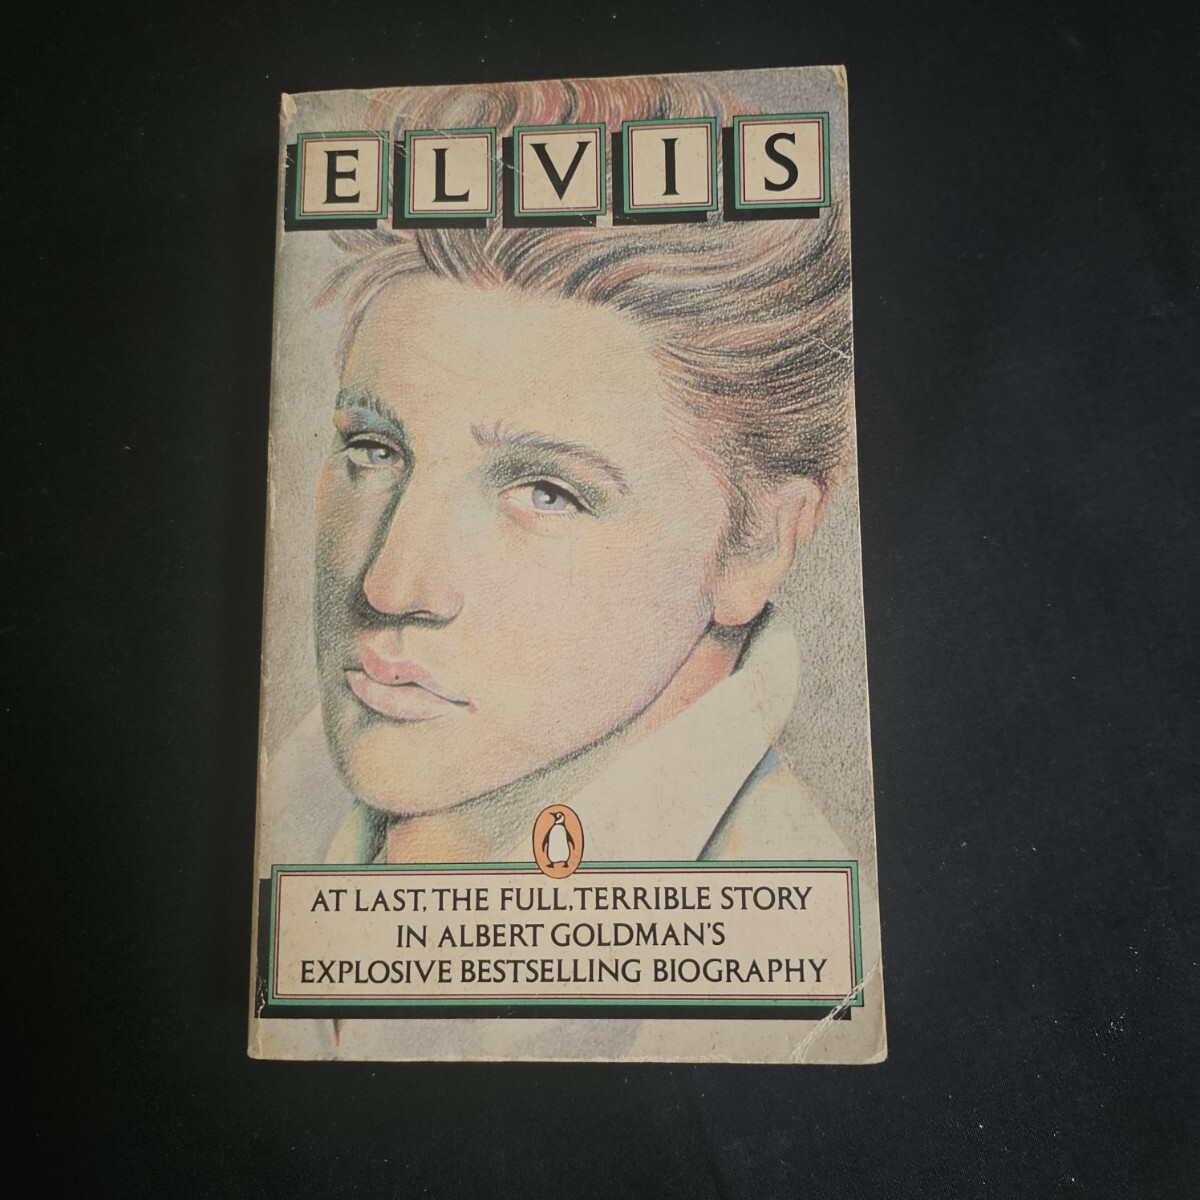 ELVIS
AT LAST, THE FULL, TERRIBLE STORY
IN ALBERT GOLDMAN'S
EXPLOSIVE BESTSELLING BIOGRAPHY